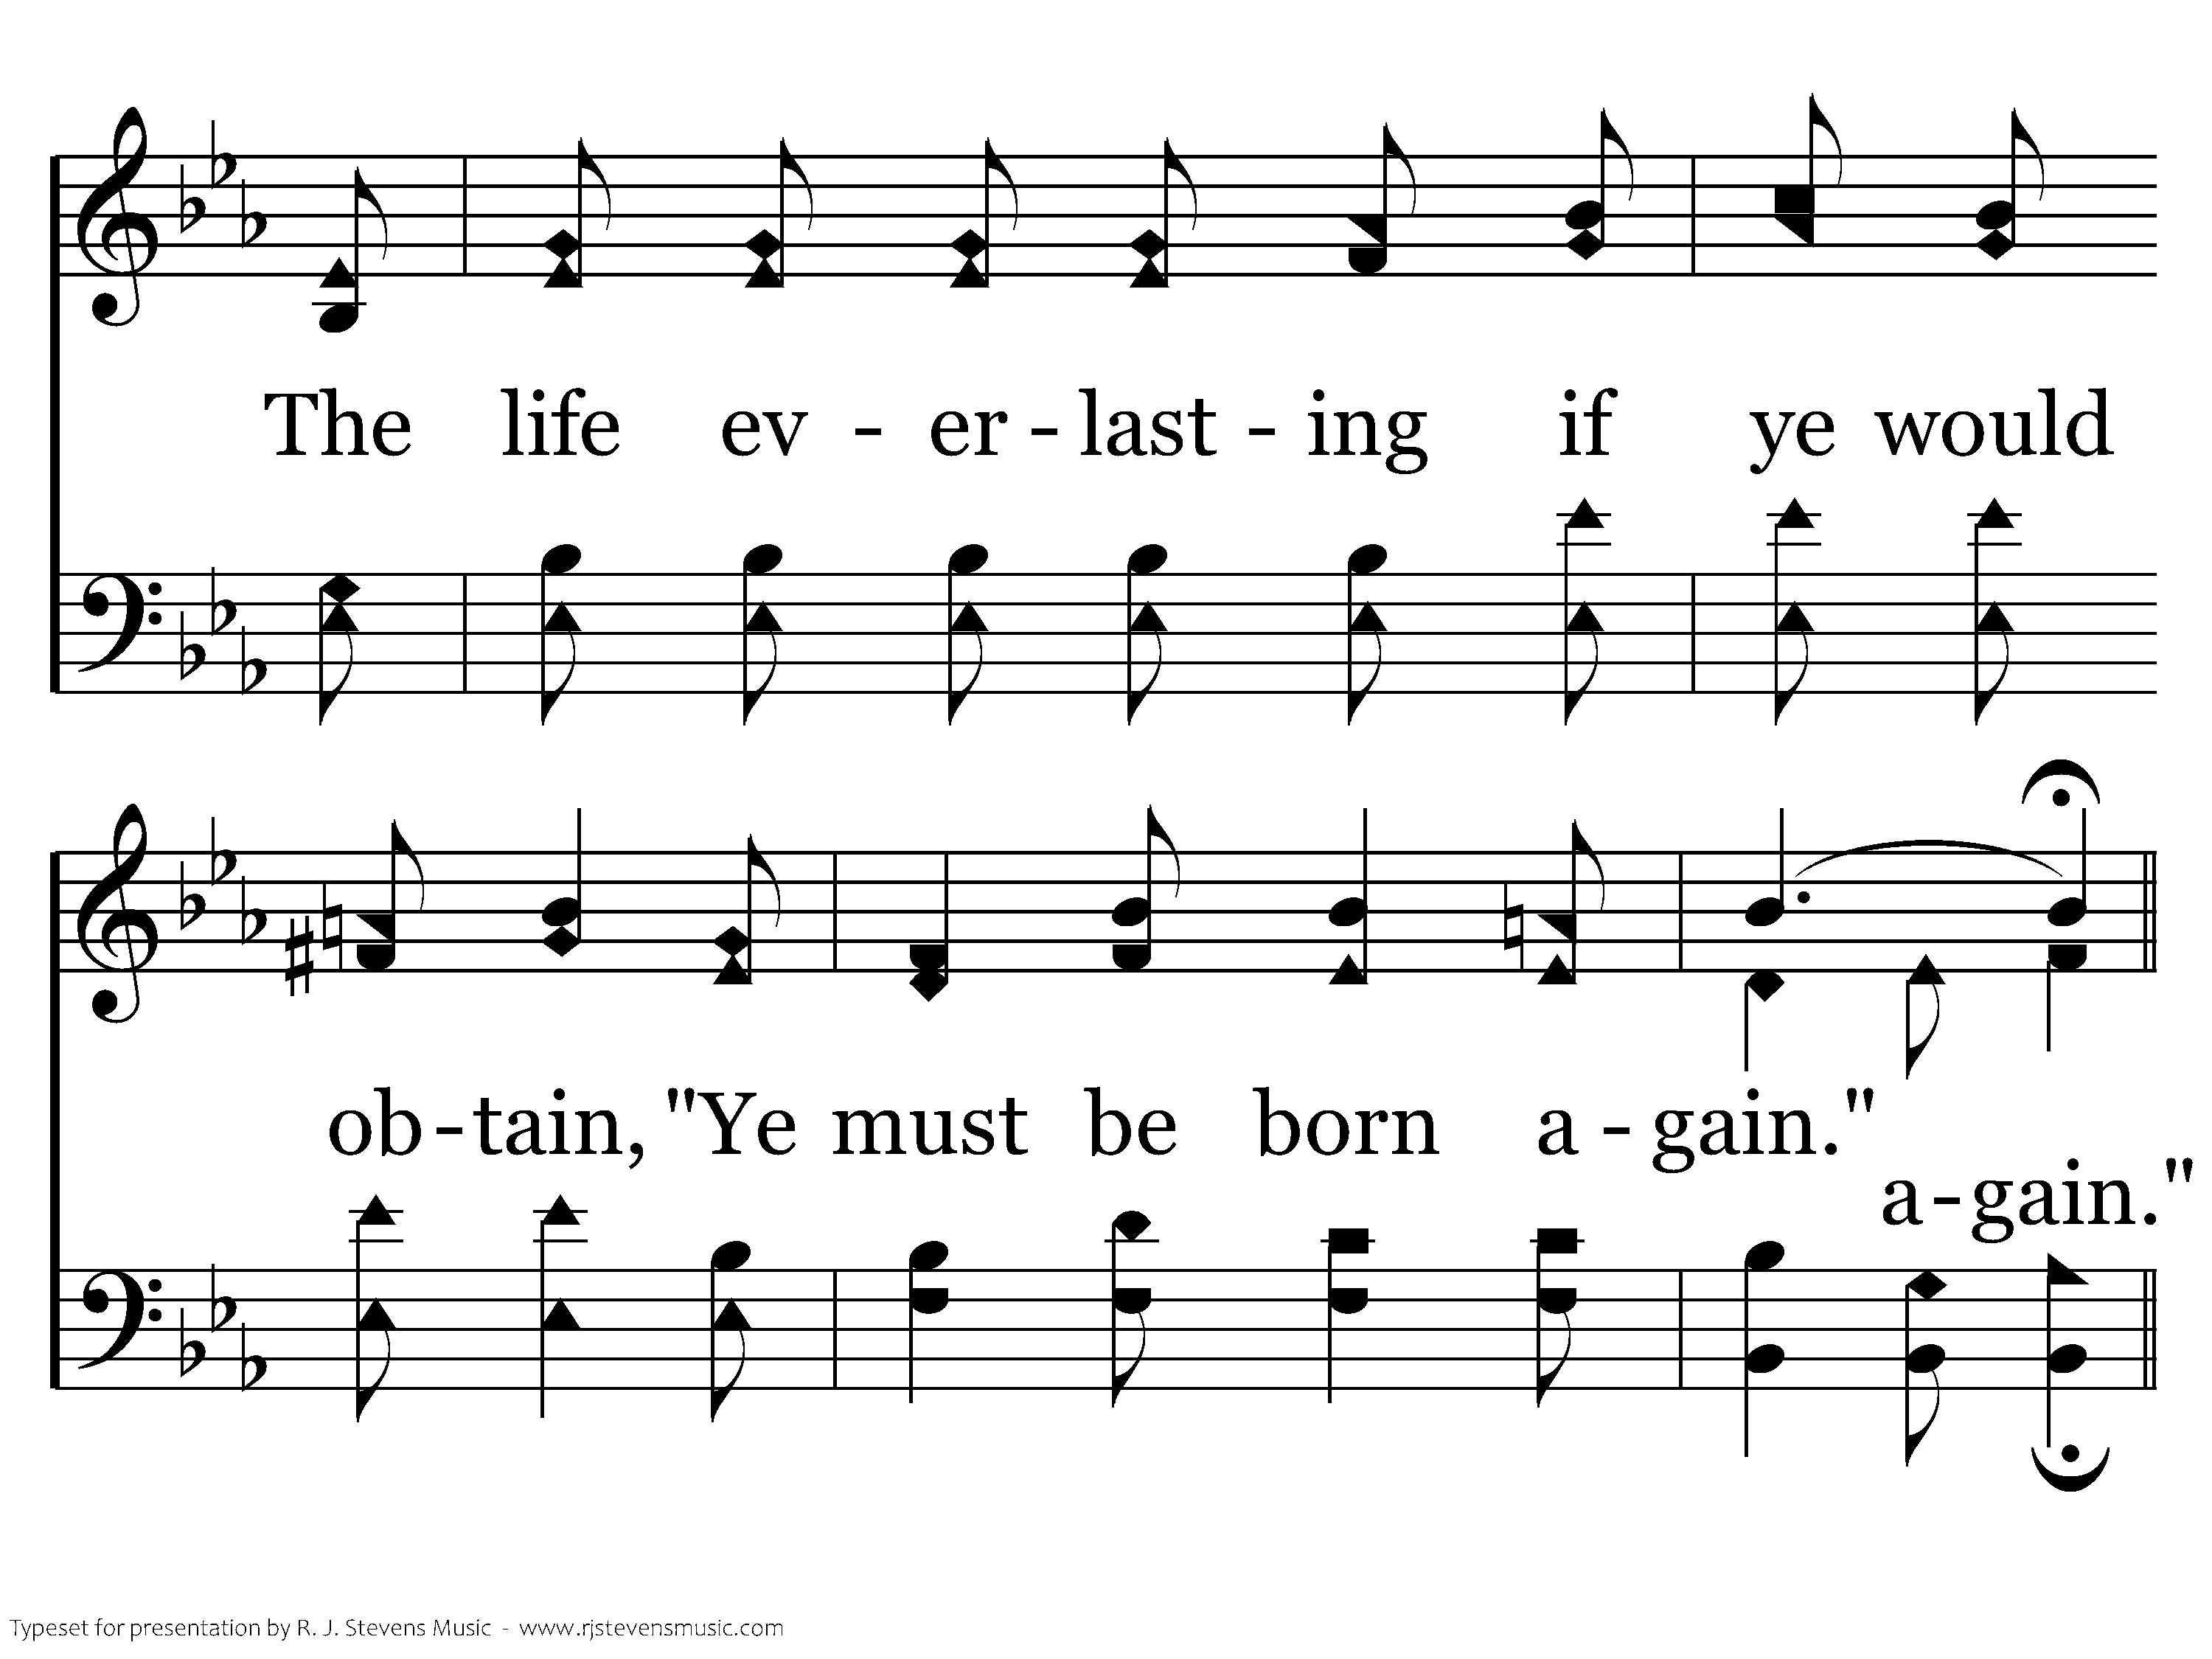 The life ev - er - last - ing if ye would
ob - tain, "Ye must be born a - gain."
a - gain."
Typeset for presentation by R. J. Stevens Music - www.rjstevensmusic.com